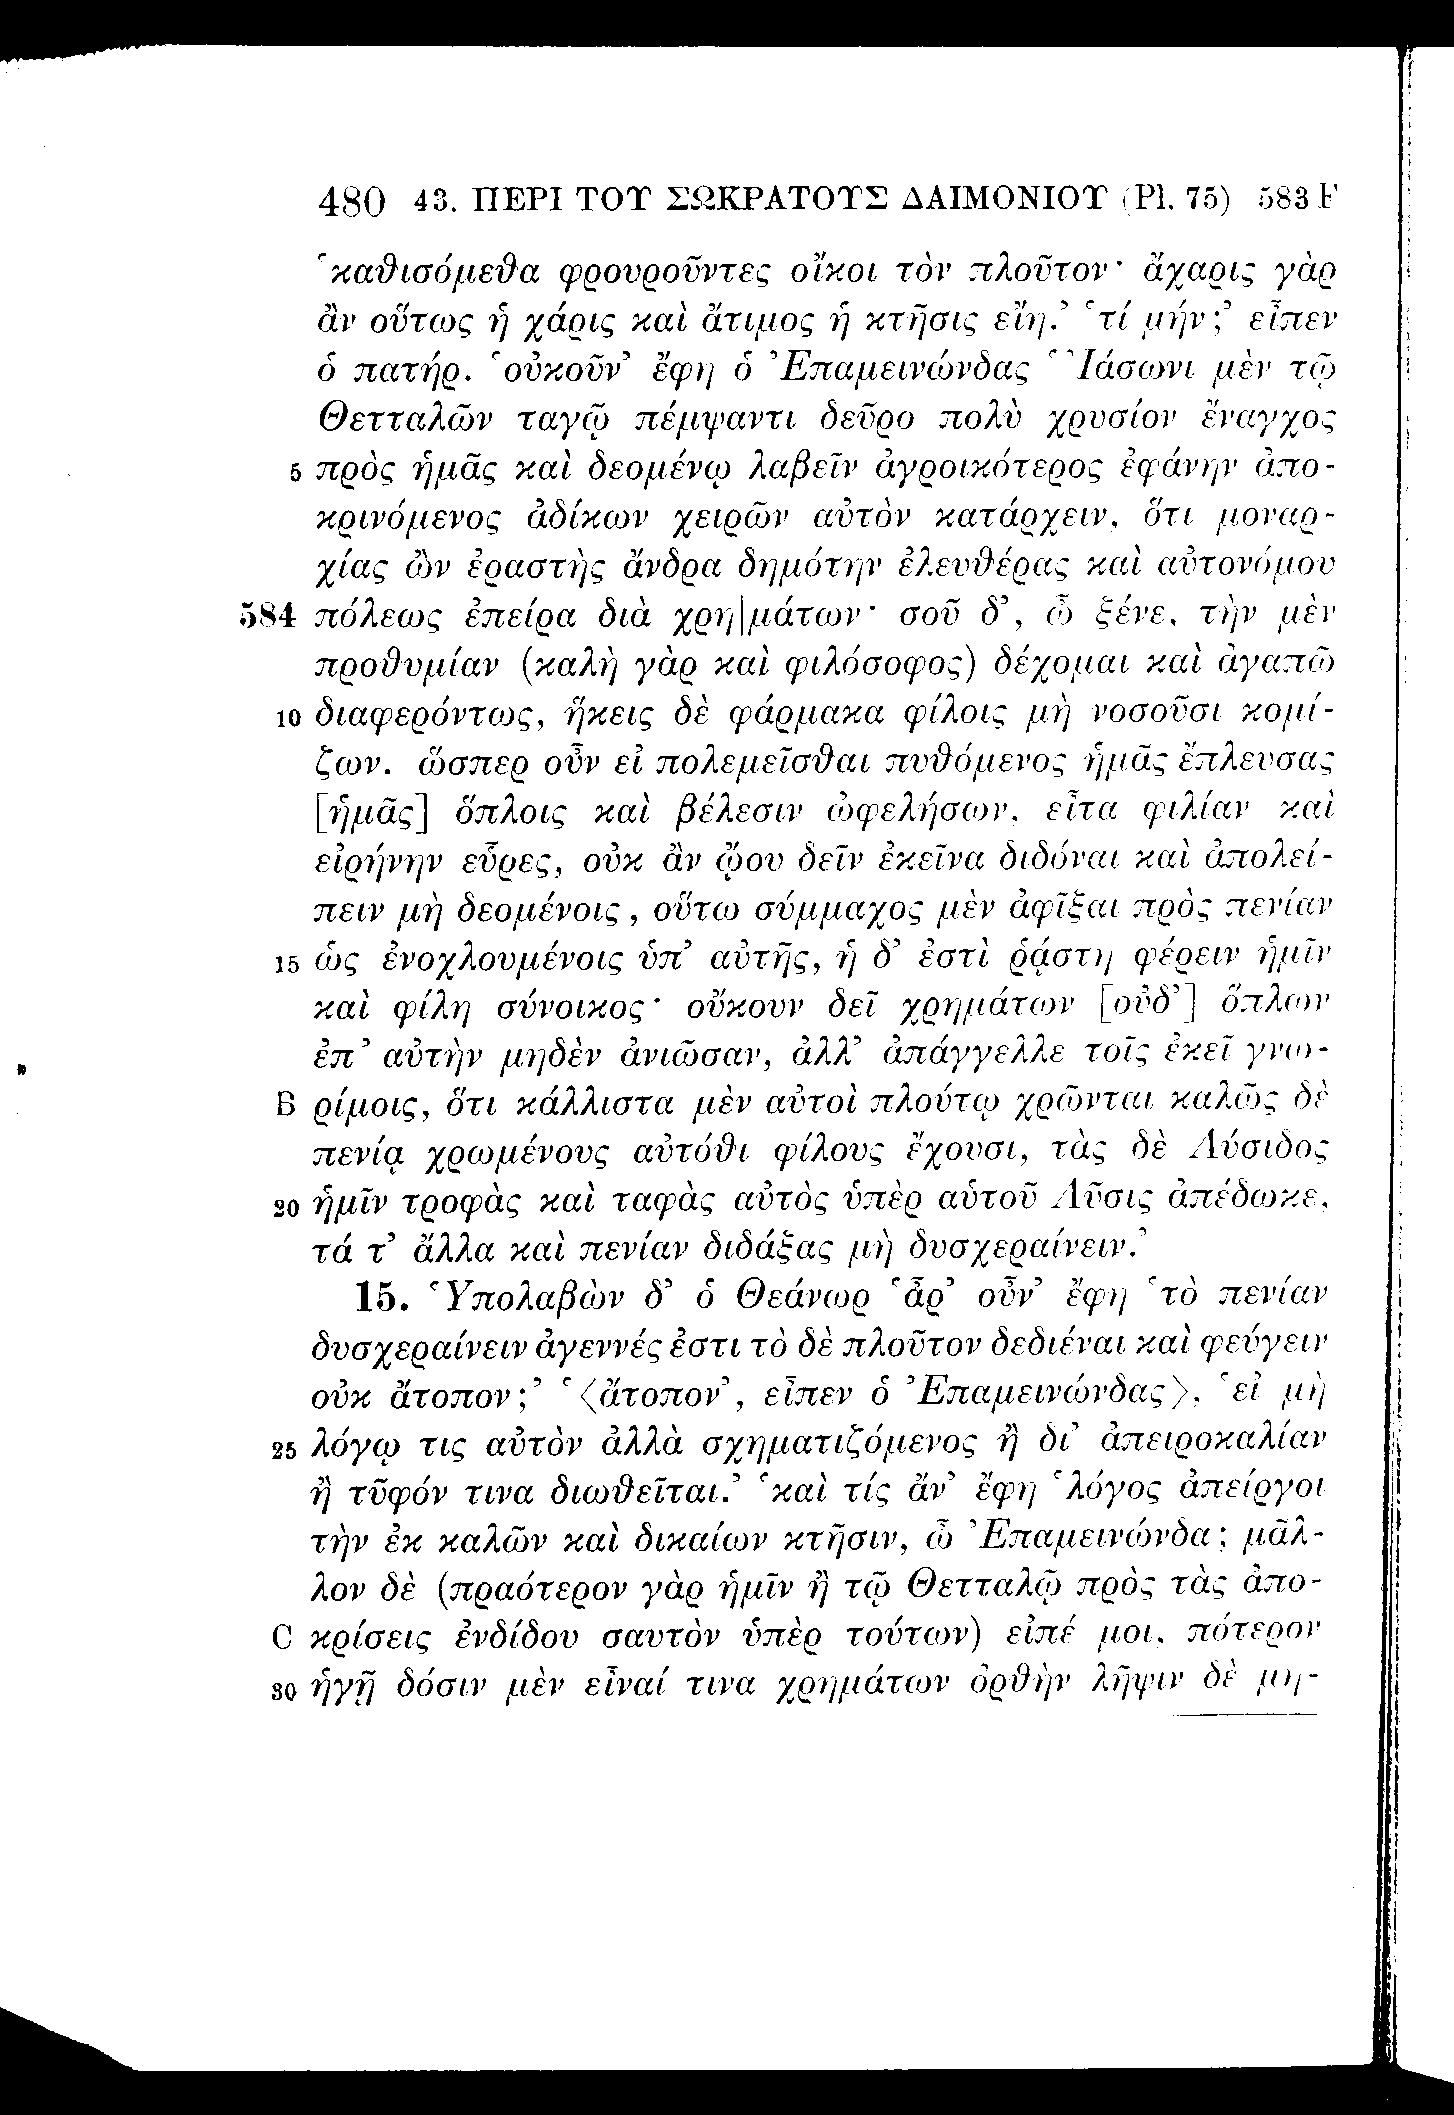 480 43. ΠΕΡΙ ΤΟΥ ΣΩΚΡΑΤΟΥΣ ΔΑΙΜΟΝΙΟΥ (Pl. 75) 583 F
‘καθισόμεθα φρουροῦντες οἴκοι τὸν πλοῦτον· ἄχαρις γὰρ
ἂν οὕτως ἡ χάρις καὶ ἄτιμος ἡ κτῆσις εἴη.’ ‘τί μήν;’ εἶπεν
ὁ πατήρ. ‘οὐκοῦν’ ἔφη ὁ Ἐπαμεινώνδας ‘Ἰάσωνι μὲν τῷ
Θετταλῶν ταγῷ πέμψαντι δεῦρο πολὺ χρυσίον ἔναγχος
5 πρὸς ἡμᾶς καὶ δεομένῳ λαβεῖν ἀγροικότερος ἐφάνην ἀπο-
κρινόμενος ἀδίκων χειρῶν αὐτὸν κατάρχειν, ὅτι μοναρ-
χίας ὢν ἐραστὴς ἄνδρα δημότην ἐλευθέρας καὶ αὐτονόμου
584 πόλεως ἐπείρα διὰ χρη|μάτων· σοῦ δ’, ὦ ξένε, τὴν μὲν
προθυμίαν (καλὴ γὰρ καὶ φιλόσοφος) δέχομαι καὶ ἀγαπῶ
10 διαφερόντως, ἥκεις δὲ φάρμακα φίλοις μὴ νοσοῦσι κομί-
ζων. ὥσπερ οὖν εἰ πολεμεῖσθαι πυθόμενος ἡμᾶς ἔπλευσας
[ἡμᾶς] ὅπλοις καὶ βέλεσιν ὠφελήσων, εἶτα φιλίαν καὶ
εἰρήνην εὗρες, οὐκ ἂν ᾤου δεῖν ἐκεῖνα διδόναι καὶ ἀπολεί-
πειν μὴ δεομένοις, οὕτω σύμμαχος μὲν ἀφῖξαι πρὸς πενίαν
15 ὡς ἐνοχλουμένοις ὑπ’ αὐτῆς, ἡ δ’ ἐστὶ ῥᾴστη φέρειν ἡμῖν
καὶ φίλη σύνοικος· οὔκουν δεῖ χρημάτων [οὐδ’] ὅπλων
ἐπ’ αὐτὴν μηδὲν ἀνιῶσαν, ἀλλ’ ἀπάγγελλε τοῖς ἐκεῖ γνω-
B ρίμοις, ὅτι κάλλιστα μὲν αὐτοὶ πλούτῳ χρῶνται καλῶς δὲ
πενίᾳ χρωμένους αὐτόθι φίλους ἔχουσι, τὰς δὲ Λύσιδος
20 ἡμῖν τροφὰς καὶ ταφὰς αὐτὸς ὑπὲρ αὑτοῦ Λῦσις ἀπέδωκε,
τά τ’ ἄλλα καὶ πενίαν διδάξας μὴ δυσχεραίνειν.’
15. Ὑπολαβὼν δ’ ὁ Θεάνωρ ‘ἆρ’ οὖν’ ἔφη ‘τὸ πενίαν
δυσχεραίνειν ἀγεννές ἐστι τὸ δὲ πλοῦτον δεδιέναι καὶ φεύγειν
οὐκ ἄτοπον;’ ‘⟨ἄτοπον’, εἶπεν ὁ Ἐπαμεινώνδας⟩, ‘εἰ μὴ
25 λόγῳ τις αὐτὸν ἀλλὰ σχηματιζόμενος ἢ δι’ ἀπειροκαλίαν
ἢ τῦφόν τινα διωθεῖται.’ ‘καὶ τίς ἄν’ ἔφη ‘λόγος ἀπείργοι
τὴν ἐκ καλῶν καὶ δικαίων κτῆσιν, ὦ Ἐπαμεινώνδα; μᾶλ-
λον δὲ (πραότερον γὰρ ἡμῖν ἢ τῷ Θετταλῷ πρὸς τὰς ἀπο-
C κρίσεις ἐνδίδου σαυτὸν ὑπὲρ τούτων) εἰπέ μοι, πότερον
30 ἡγῇ δόσιν μὲν εἶναί τινα χρημάτων ὀρθὴν λῆψιν δὲ μη-